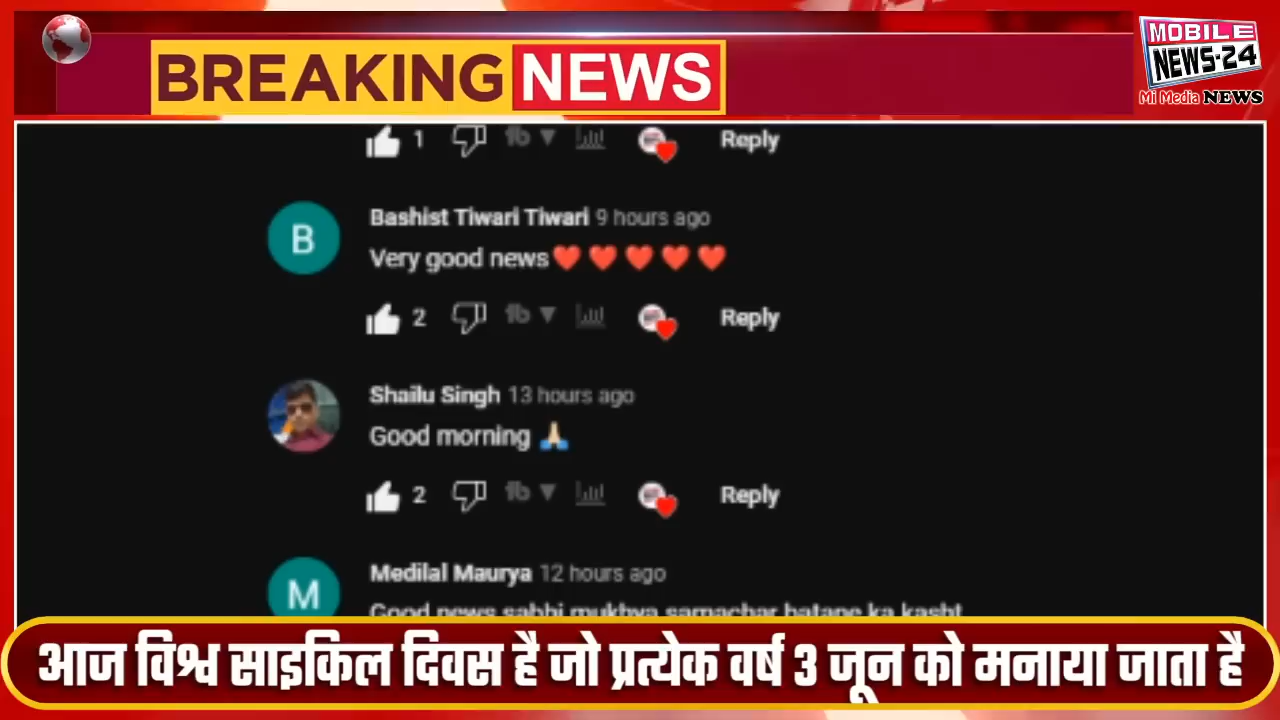 BREAKING NEWS
MOBILE
NEWS-24
Mi Media NEWS
1 Reply
B
Bashist Tiwari Tiwari 9 hours ago
Very good news❤️❤️❤️❤️❤️
2 Reply
Shailu Singh 13 hours ago
Good morning 🙏
2 Reply
M
Medilal Maurya 12 hours ago
Good news sabhi mukhya samachar batane ka kasht
आज विश्व साइकिल दिवस है जो प्रत्येक वर्ष 3 जून को मनाया जाता है